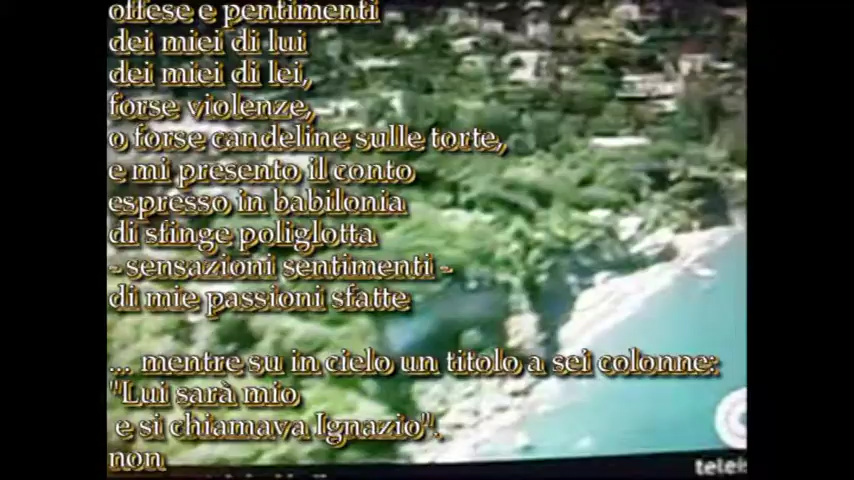 offese e pentimenti
dei miei di lui
dei miei di lei,
forse violenze,
o forse candeline sulle torte,
e mi presento il conto
espresso in babilonia
di sfinge poliglotta
- sensazioni sentimenti -
di mie passioni sfatte
... mentre su in cielo un titolo a sei colonne:
"Lui sarà mio
e si chiamava Ignazio".
non